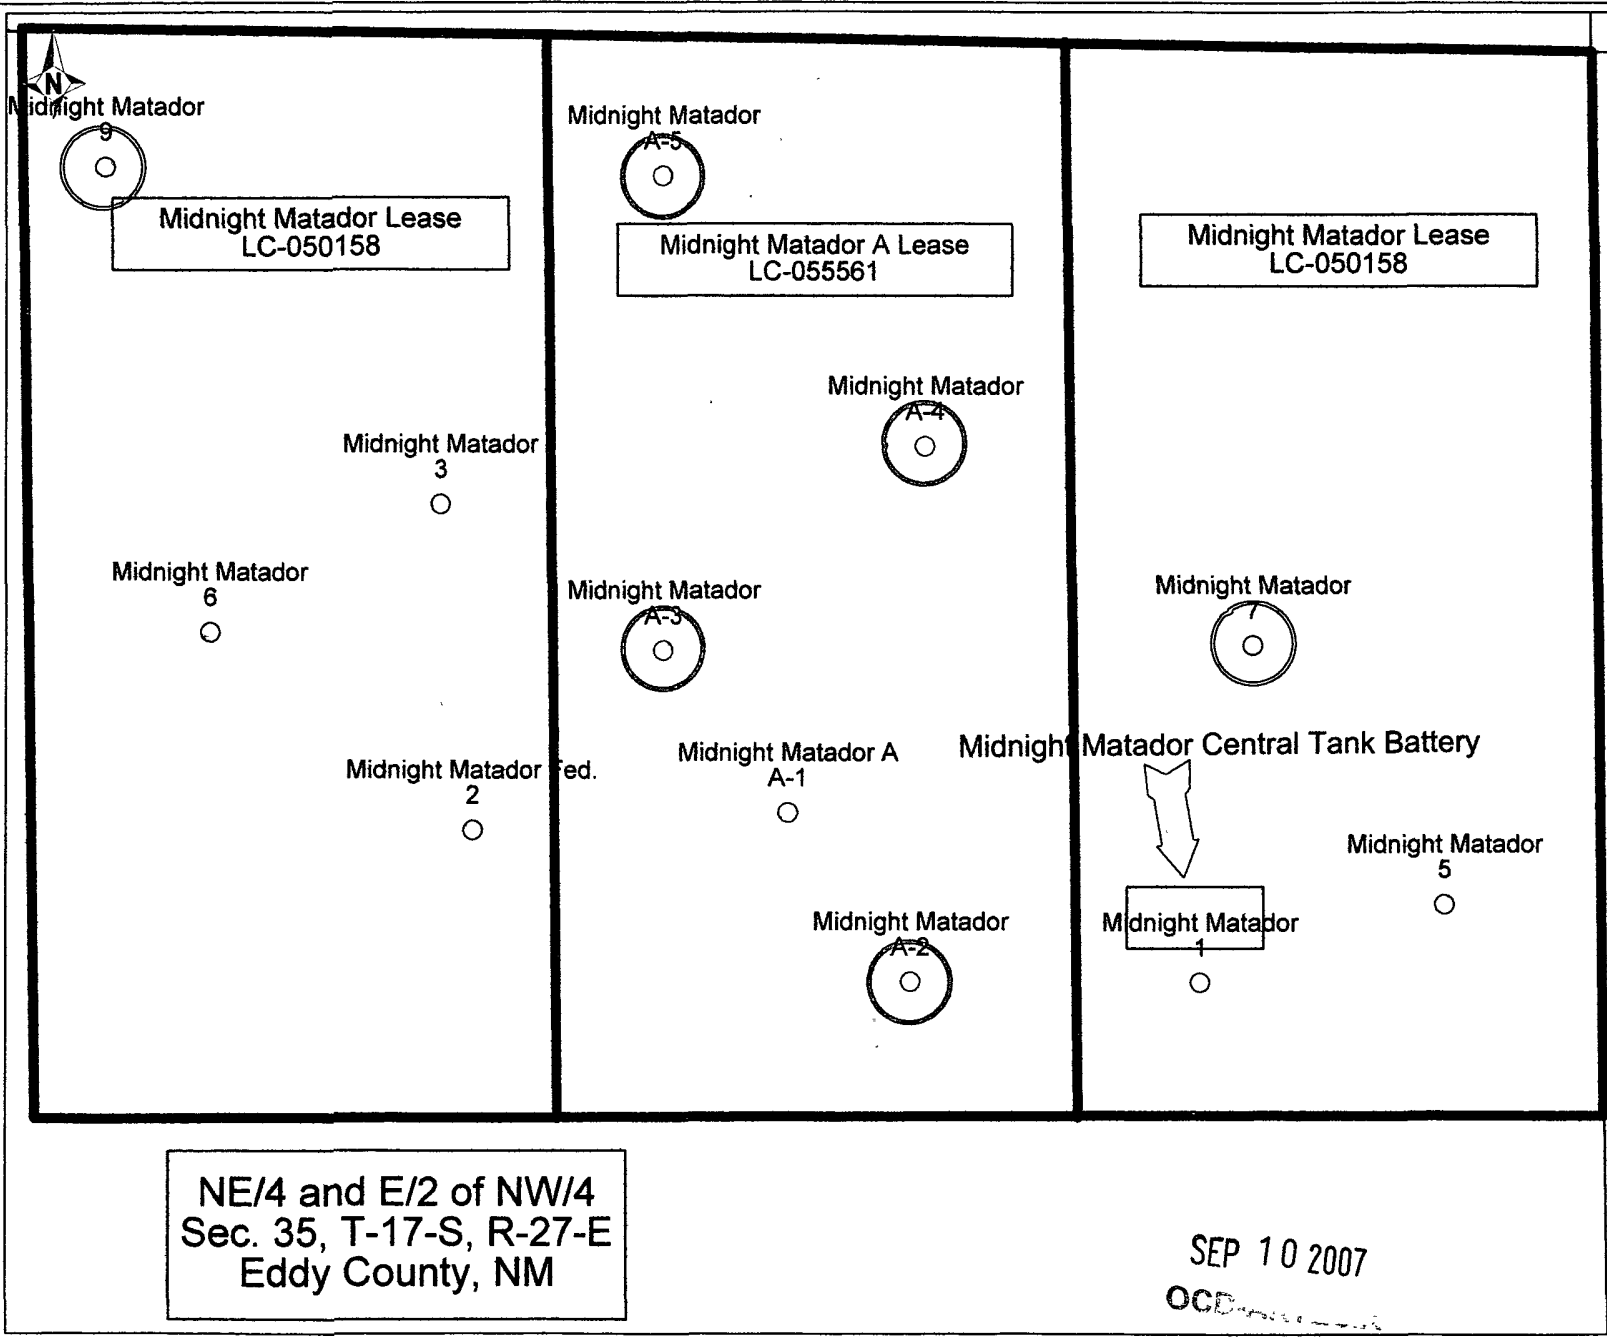 N
Midnight Matador
9
Midnight Matador
A-5
Midnight Matador Lease
LC-050158
Midnight Matador A Lease
LC-055561
Midnight Matador Lease
LC-050158
Midnight Matador
A-4
Midnight Matador
3
Midnight Matador
6
Midnight Matador
A-3
Midnight Matador
7
Midnight Matador Central Tank Battery
Midnight Matador Fed.
2
Midnight Matador A
A-1
Midnight Matador
5
Midnight Matador
A-2
Midnight Matador
1
NE/4 and E/2 of NW/4
Sec. 35, T-17-S, R-27-E
Eddy County, NM
SEP 10 2007